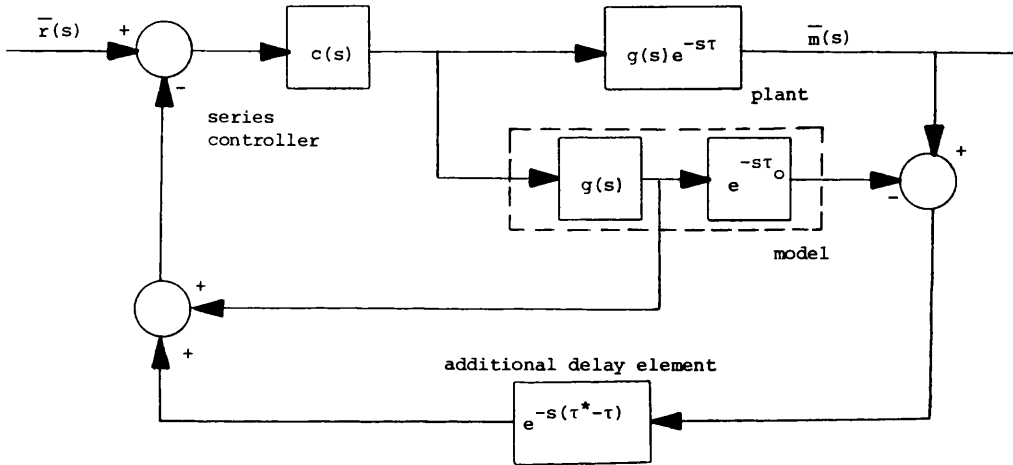 r̅(s)
+
-
c(s)
series
controller
g(s)e^{-sτ}
m̅(s)
plant
g(s)
e^{-sτ_o}
model
+
-
+
+
additional delay element
e^{-s(τ*-τ)}